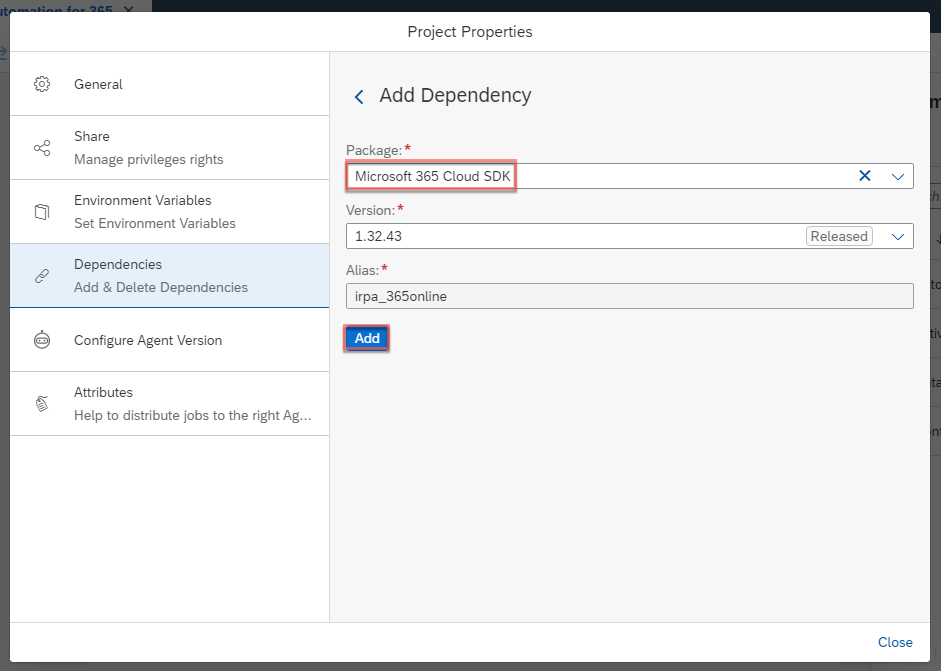 utomation for 365
Project Properties
General
Share
Manage privileges rights
Environment Variables
Set Environment Variables
Dependencies
Add & Delete Dependencies
Configure Agent Version
Attributes
Help to distribute jobs to the right Ag...
Add Dependency
Package:*
Microsoft 365 Cloud SDK
Version:*
1.32.43 Released
Alias:*
irpa_365online
Add
Close